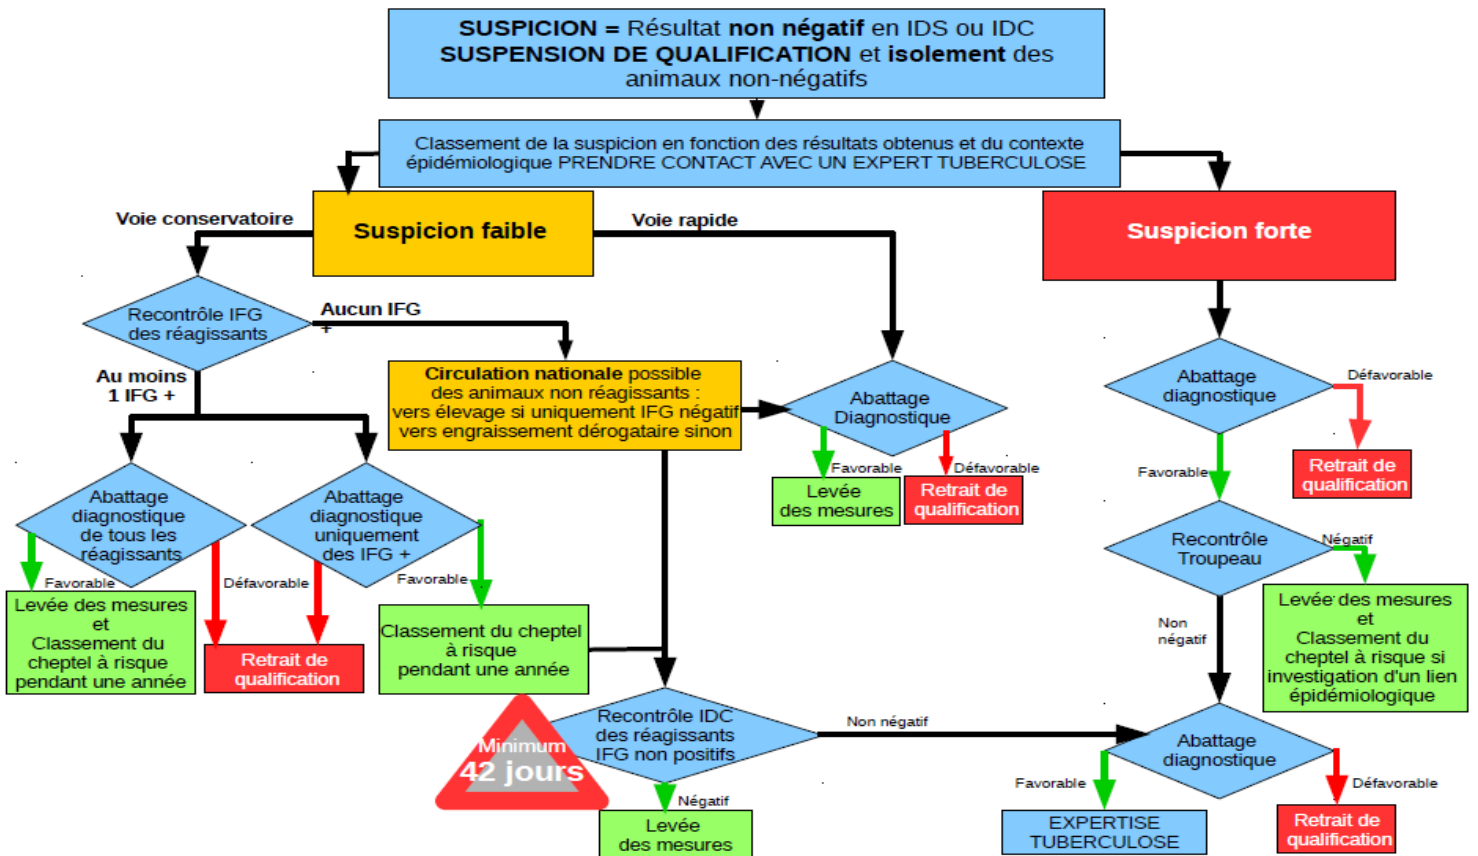 SUSPICION = Résultat non négatif en IDS ou IDC
SUSPENSION DE QUALIFICATION et isolement des
animaux non-négatifs
Classement de la suspicion en fonction des résultats obtenus et du contexte
épidémiologique PRENDRE CONTACT AVEC UN EXPERT TUBERCULOSE
Voie conservatoire
Suspicion faible
Voie rapide
Suspicion forte
Recontrôle IFG
des réagissants
Aucun IFG
+
Au moins
1 IFG +
Circulation nationale possible
des animaux non réagissants :
vers élevage si uniquement IFG négatif
vers engraissement dérogataire sinon
Abattage
Diagnostique
Favorable
Défavorable
Levée
des mesures
Retrait de
qualification
Abattage
diagnostique
Défavorable
Retrait de
qualification
Favorable
Abattage
diagnostique
de tous les
réagissants
Abattage
diagnostique
uniquement
des IFG +
Favorable
Défavorable
Favorable
Levée des mesures
et
Classement du
cheptel à risque
pendant une année
Retrait de
qualification
Classement du cheptel
à risque
pendant une année
Recontrôle
Troupeau
Négatif
Levée des mesures
et
Classement du
cheptel à risque si
investigation d'un lien
épidémiologique
Non
négatif
Minimum
42 jours
Recontrôle IDC
des réagissants
IFG non positifs
Non négatif
Négatif
Levée
des mesures
Abattage
diagnostique
Favorable
Défavorable
EXPERTISE
TUBERCULOSE
Retrait de
qualification